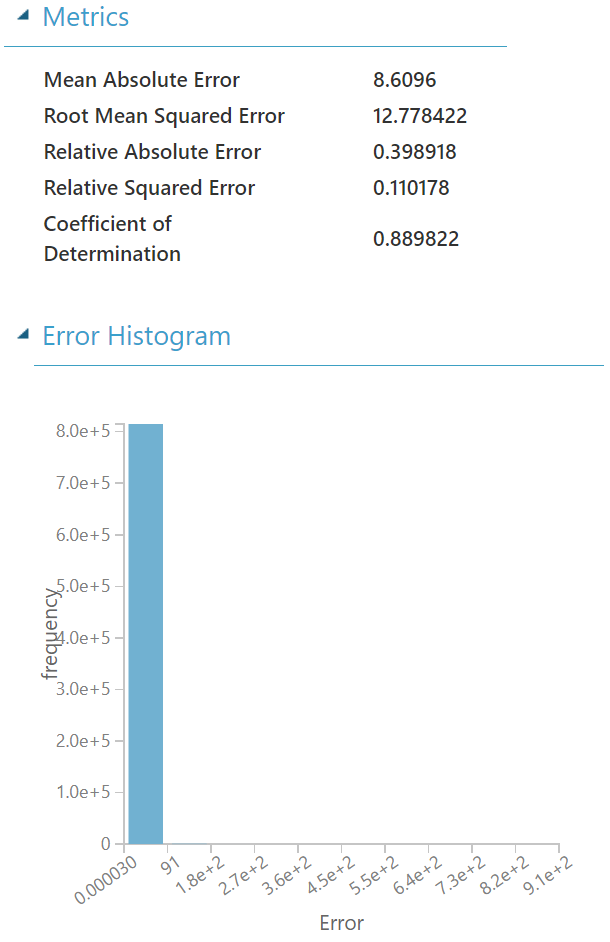 Metrics
Mean Absolute Error 8.6096
Root Mean Squared Error 12.778422
Relative Absolute Error 0.398918
Relative Squared Error 0.110178
Coefficient of
Determination 0.889822
Error Histogram
8.0e+5
7.0e+5
6.0e+5
5.0e+5
4.0e+5
3.0e+5
2.0e+5
1.0e+5
0
frequency
0.000030 91 1.8e+2 2.7e+2 3.6e+2 4.5e+2 5.5e+2 6.4e+2 7.3e+2 8.2e+2 9.1e+2
Error